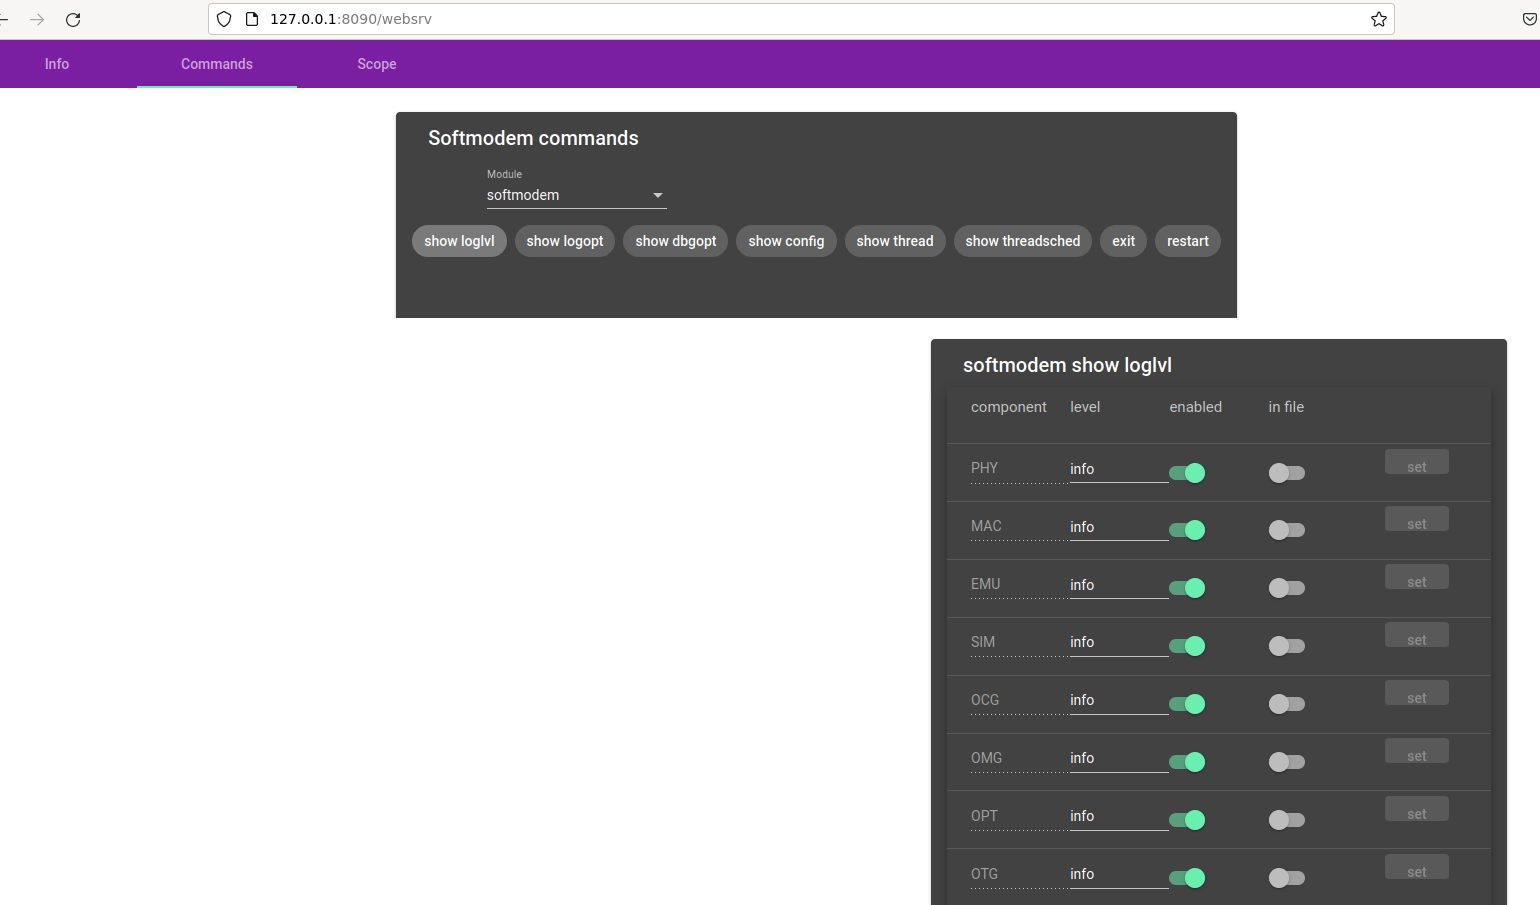 127.0.0.1:8090/websrv
Info Commands Scope
Softmodem commands
Module
softmodem
show loglvl show logopt show dbgopt show config show thread show threadsched exit restart
softmodem show loglvl
component level enabled in file
PHY info set
MAC info set
EMU info set
SIM info set
OCG info set
OMG info set
OPT info set
OTG info set